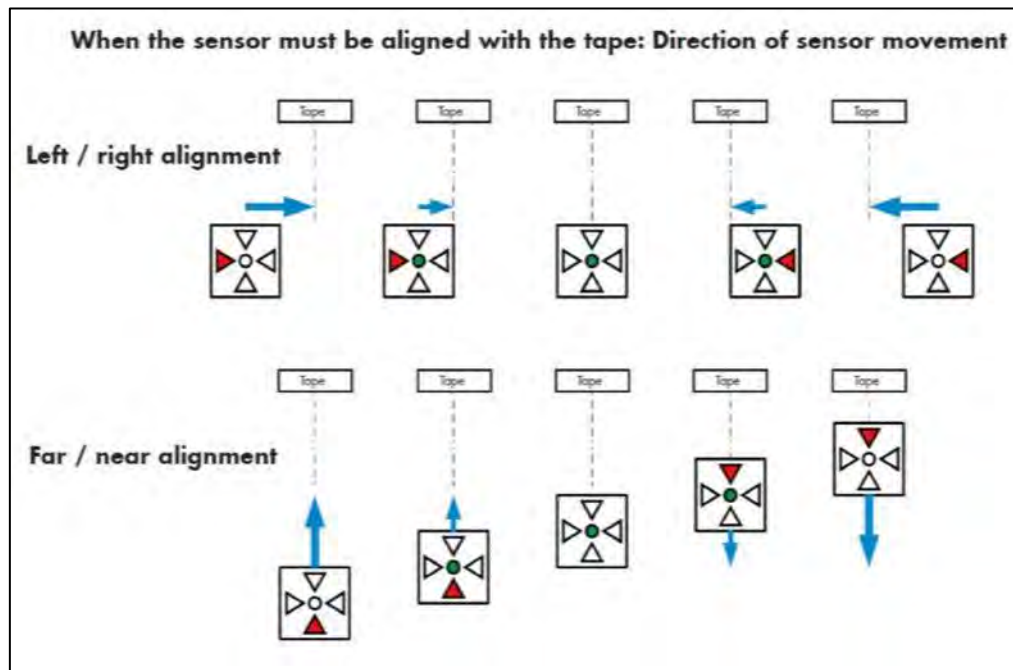 When the sensor must be aligned with the tape: Direction of sensor movement
Tape Tape Tape Tape Tape
Left / right alignment
Tape Tape Tape Tape Tape
Far / near alignment